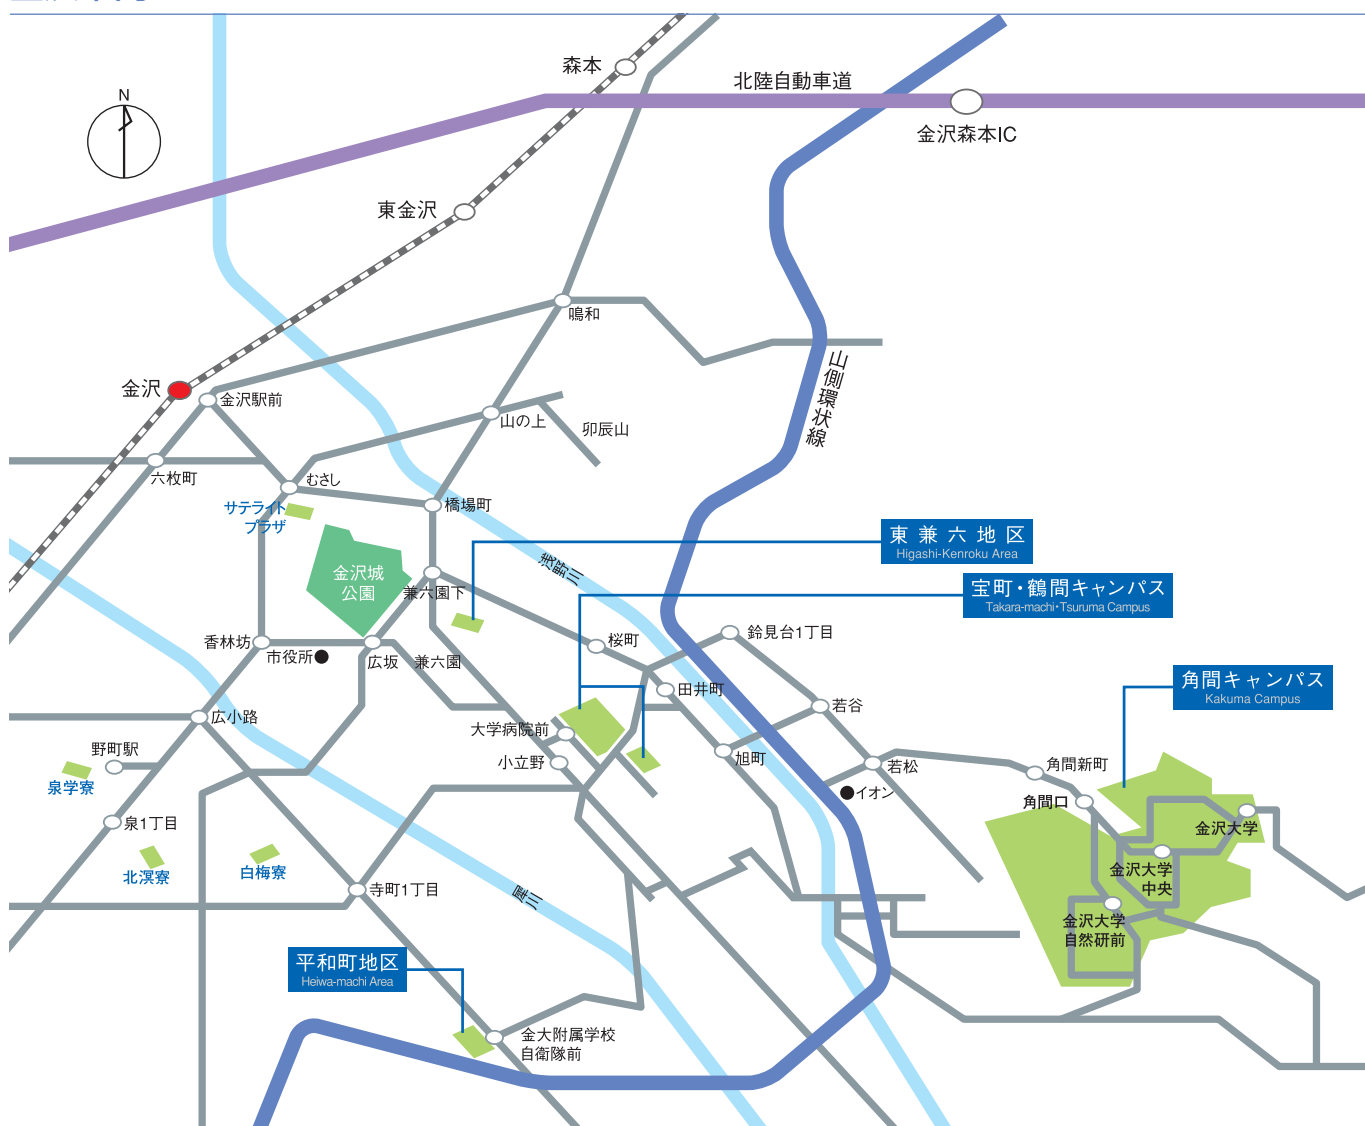 N
森本
北陸自動車道
金沢森本IC
東金沢
鳴和
山側環状線
金沢
金沢駅前
山の上
卯辰山
六枚町
むさし
サテライト
プラザ
橋場町
東兼六地区
Higashi-Kenroku Area
浅野川
金沢城
公園
兼六園下
宝町・鶴間キャンパス
Takara-machi・Tsuruma Campus
香林坊
市役所
広坂
兼六園
桜町
鈴見台1丁目
田井町
角間キャンパス
Kakuma Campus
広小路
大学病院前
若谷
野町駅
小立野
旭町
若松
角間新町
泉学寮
イオン
角間口
泉1丁目
金沢大学
北溟寮
白梅寮
寺町1丁目
犀川
金沢大学
中央
金沢大学
自然研前
平和町地区
Heiwa-machi Area
金大附属学校
自衛隊前